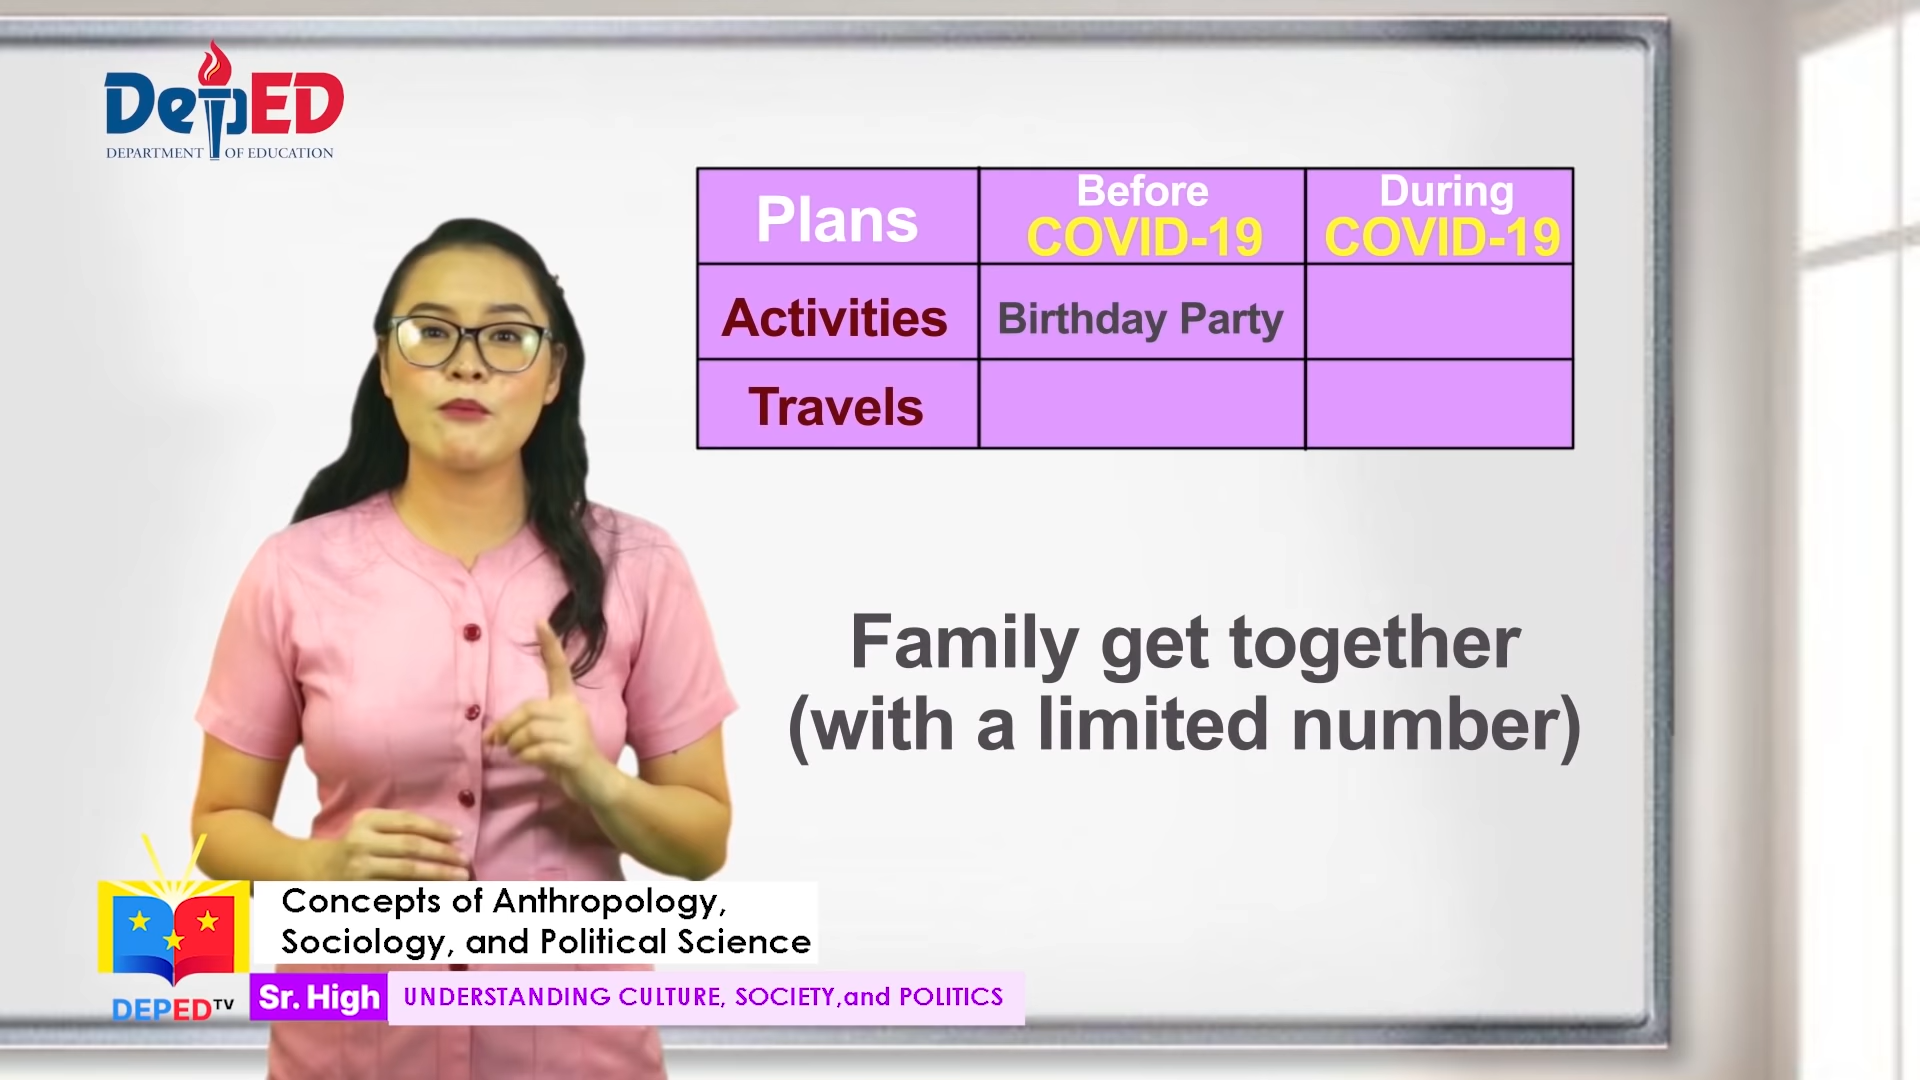 DepED
DEPARTMENT OF EDUCATION
Plans
Before
COVID-19
During
COVID-19
Activities
Birthday Party
Travels
Family get together
(with a limited number)
Concepts of Anthropology,
Sociology, and Political Science
DEPED TV
Sr. High
UNDERSTANDING CULTURE, SOCIETY,and POLITICS